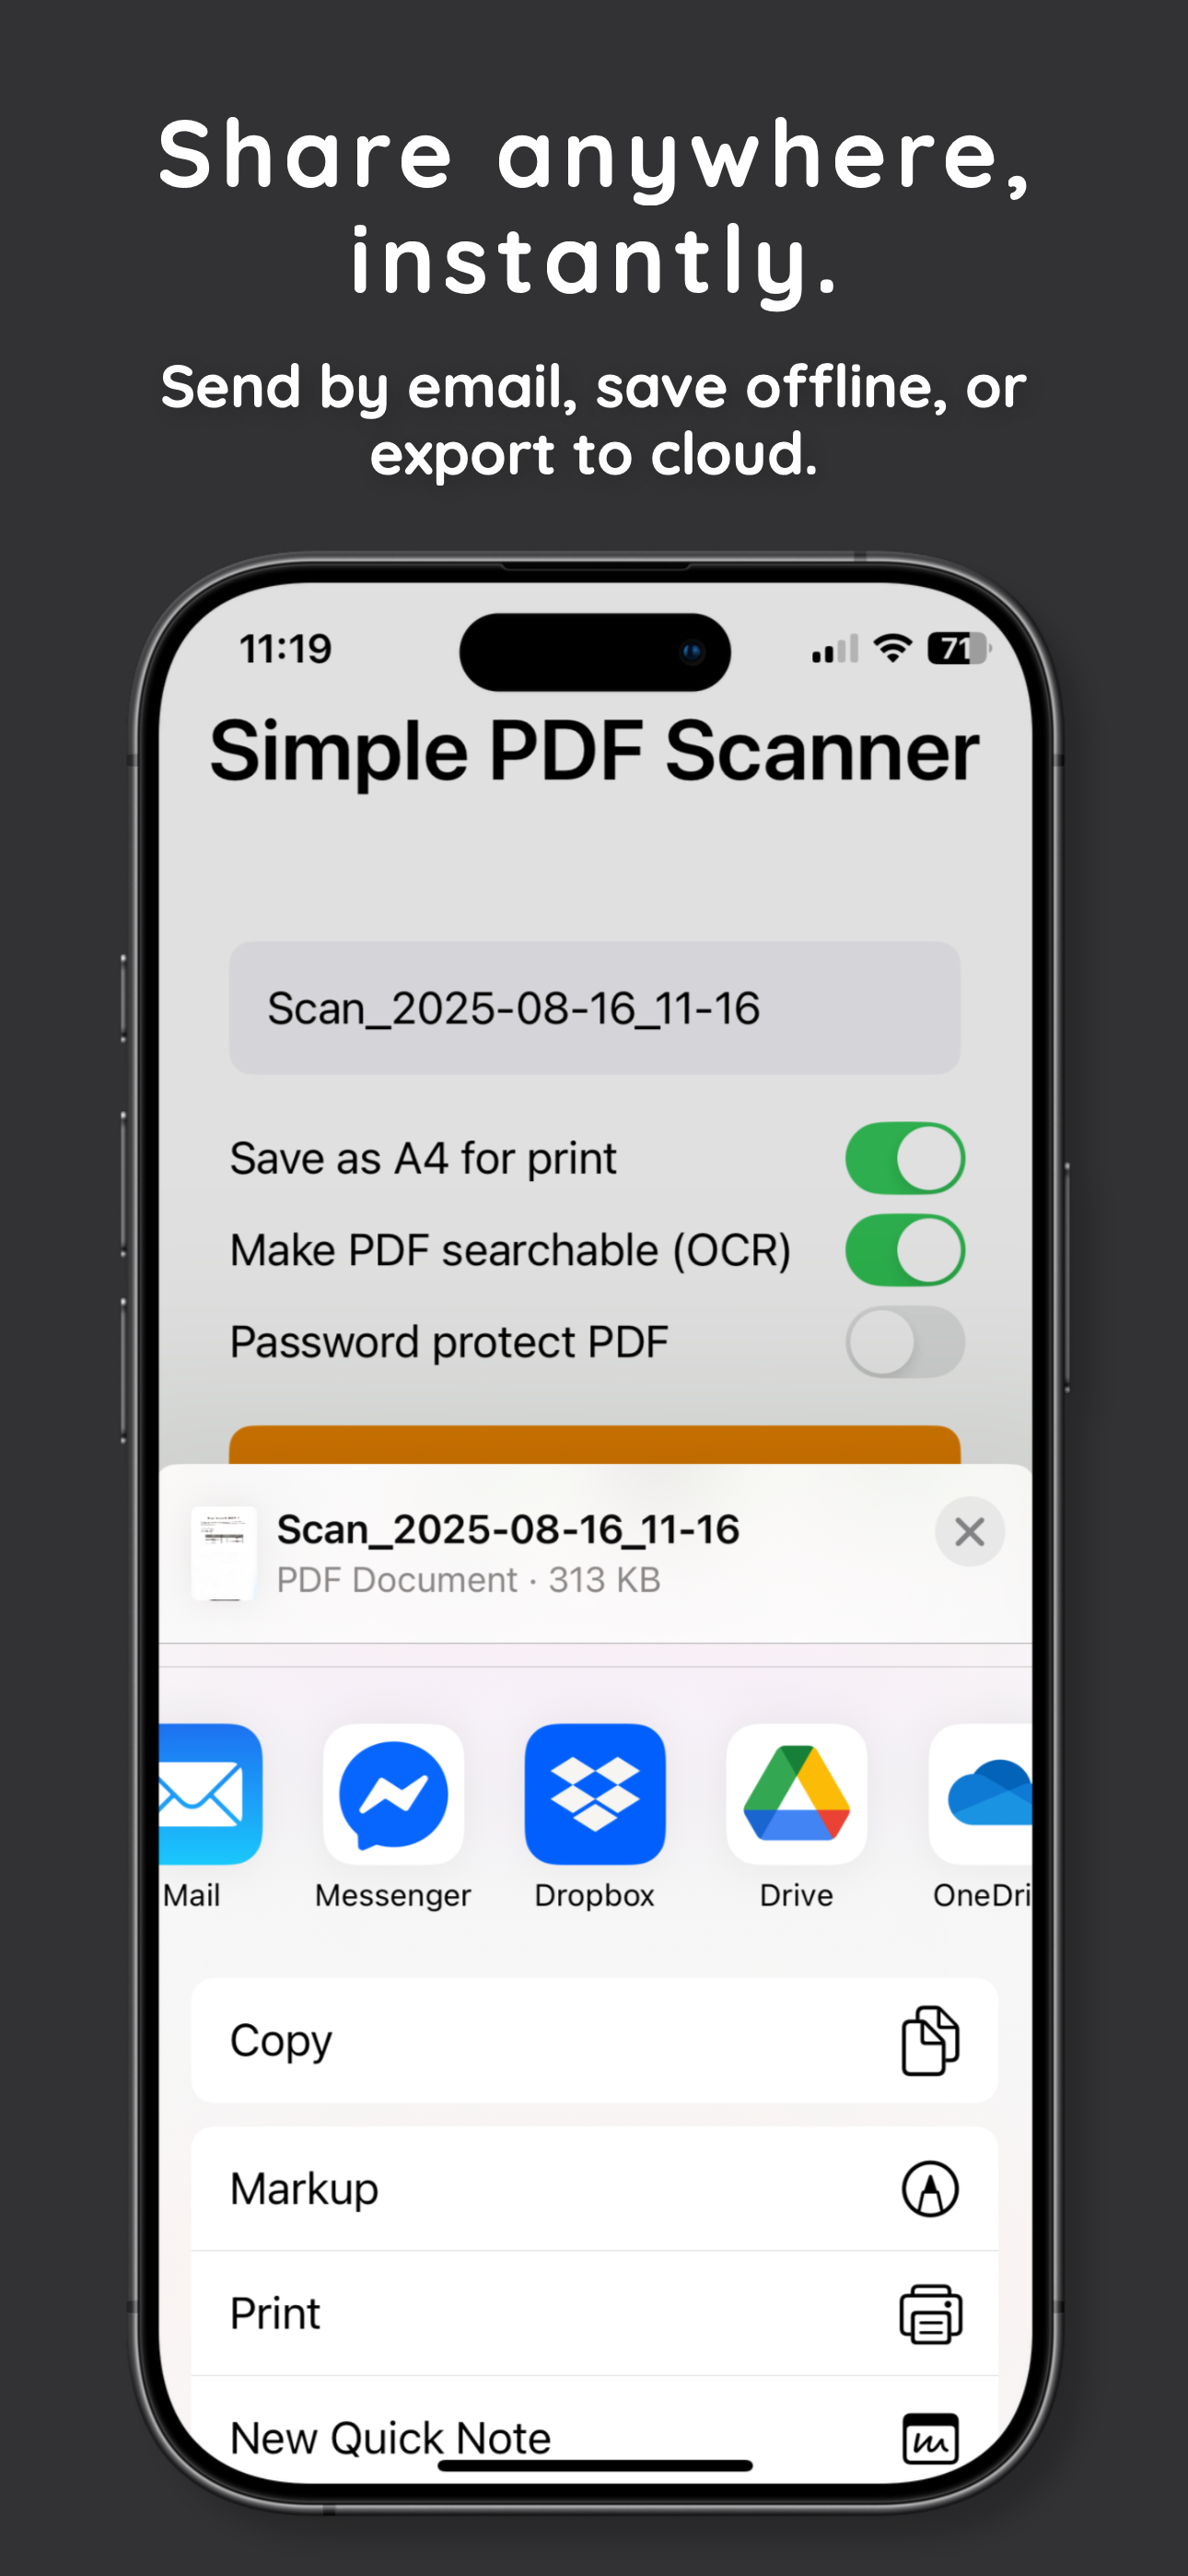 Share anywhere,
instantly.
Send by email, save offline, or
export to cloud.
11:19
71
Simple PDF Scanner
Scan_2025-08-16_11-16
Save as A4 for print
Make PDF searchable (OCR)
Password protect PDF
Scan_2025-08-16_11-16
PDF Document · 313 KB
Mail
Messenger
Dropbox
Drive
OneDri
Copy
Markup
Print
New Quick Note